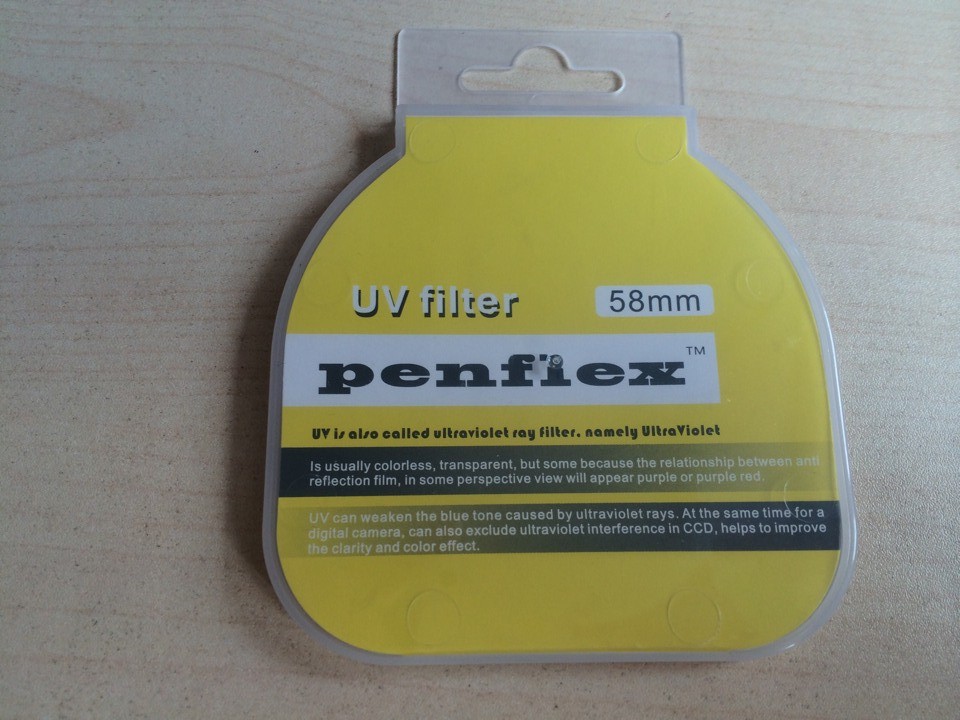 UV filter
58mm
penfiex™
UV is also called ultraviolet ray filter, namely UltraViolet
Is usually colorless, transparent, but some because the relationship between anti
reflection film, in some perspective view will appear purple or purple red.
UV can weaken the blue tone caused by ultraviolet rays. At the same time for a
digital camera, can also exclude ultraviolet interference in CCD, helps to improve
the clarity and color effect.